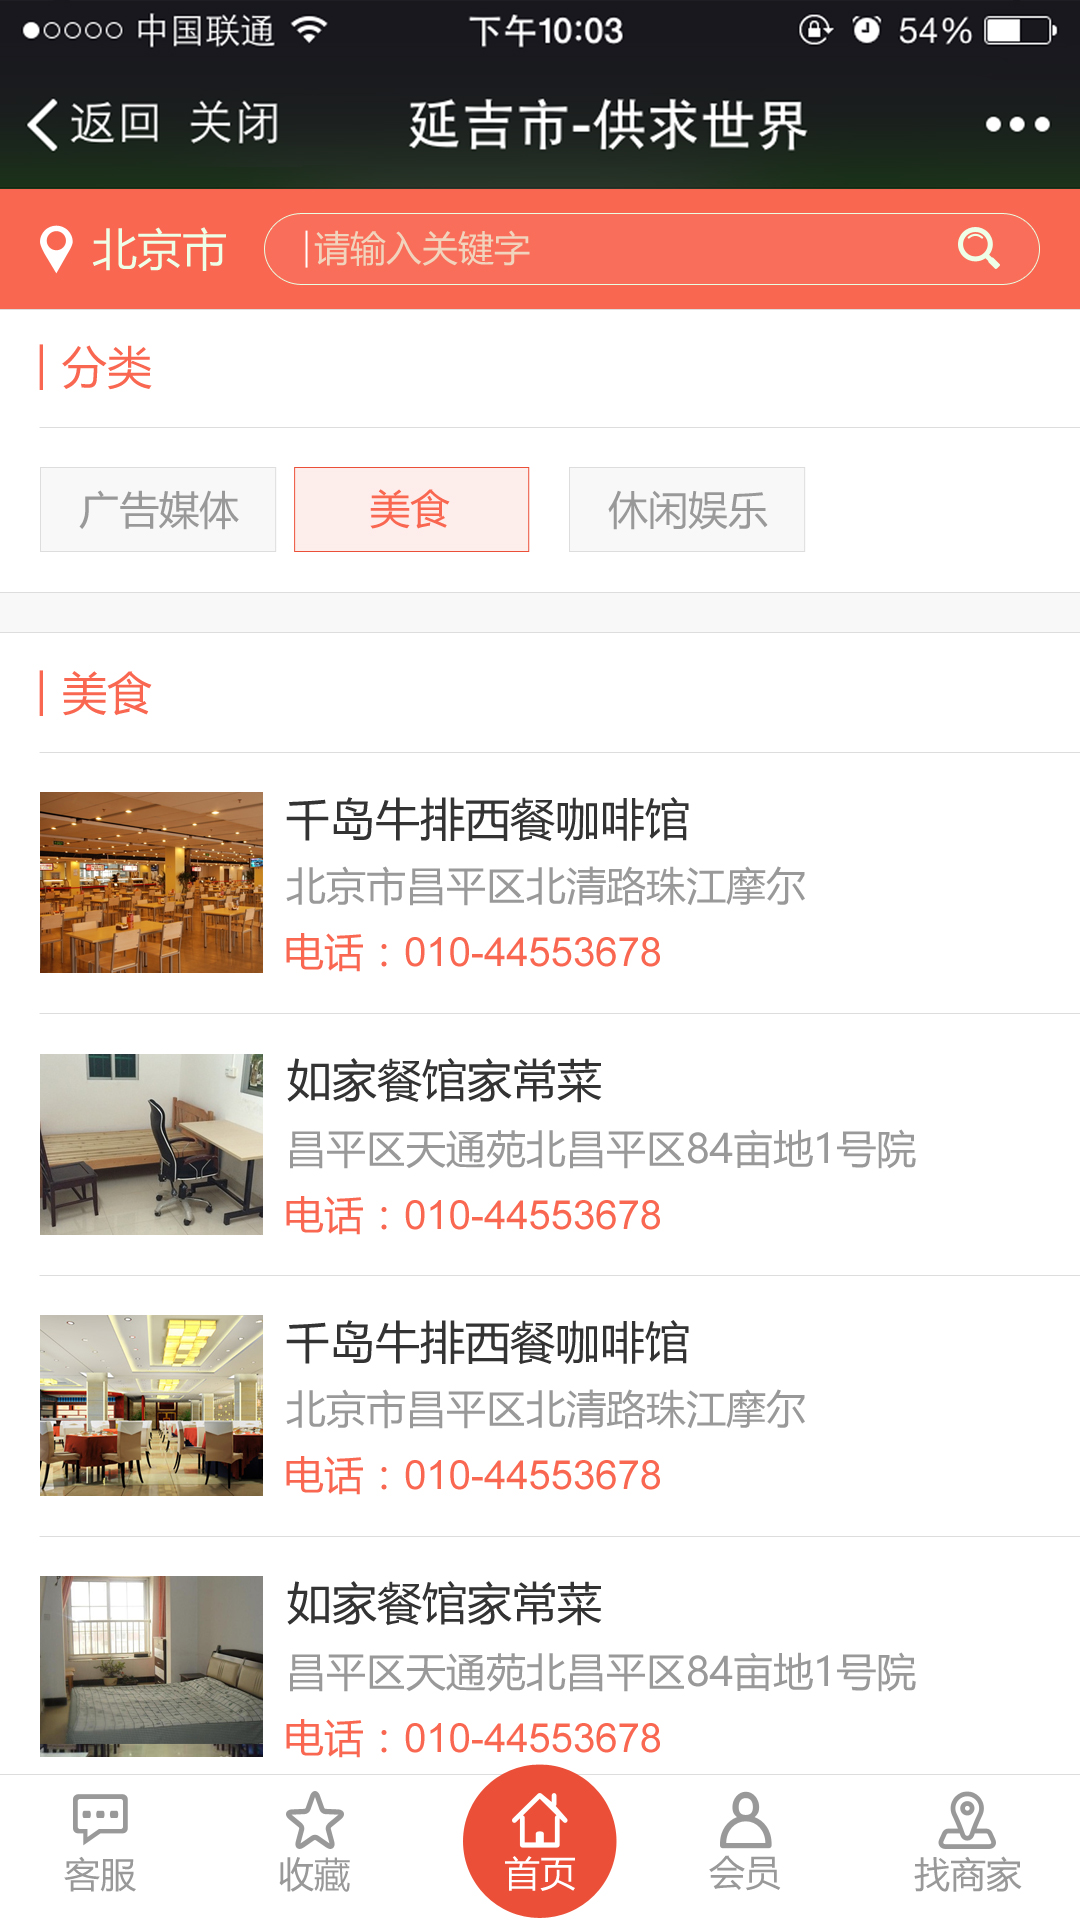 中国联通 下午10:03 54%
返回 关闭 延吉市-供求世界
北京市 请输入关键字
分类
广告媒体 美食 休闲娱乐
美食
千岛牛排西餐咖啡馆
北京市昌平区北清路珠江摩尔
电话：010-44553678
如家餐馆家常菜
昌平区天通苑北昌平区84亩地1号院
电话：010-44553678
千岛牛排西餐咖啡馆
北京市昌平区北清路珠江摩尔
电话：010-44553678
如家餐馆家常菜
昌平区天通苑北昌平区84亩地1号院
电话：010-44553678
客服 收藏 首页 会员 找商家